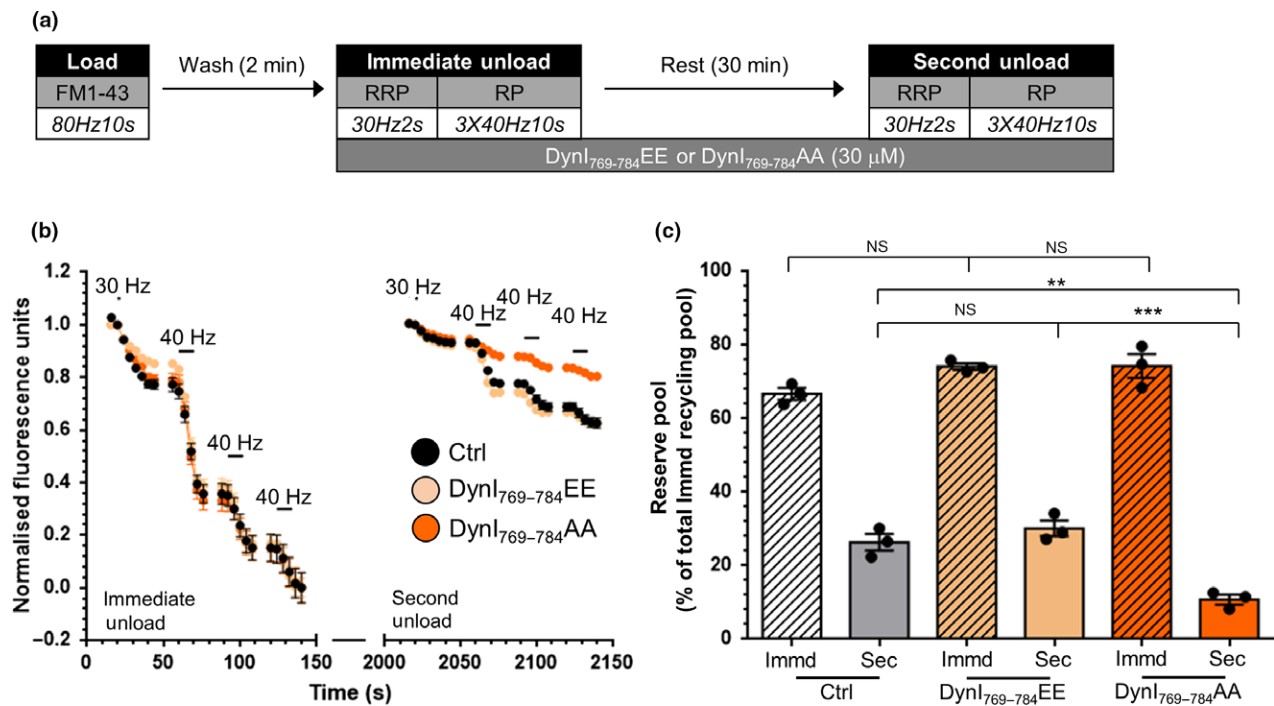 (a)
Load
FM1-43
80Hz10s
Wash (2 min)
Immediate unload
RRP RP
30Hz2s 3X40Hz10s
Rest (30 min)
Second unload
RRP RP
30Hz2s 3X40Hz10s
DynI769-784EE or DynI769-784AA (30 μM)
(b)
Normalised fluorescence units
1.2
1.0
0.8
0.6
0.4
0.2
0.0
−0.2
30 Hz
40 Hz
40 Hz
40 Hz
Immediate
unload
30 Hz
40 Hz
40 Hz
40 Hz
Ctrl
DynI769–784EE
DynI769–784AA
Second
unload
0 50 100 150 2000 2050 2100 2150
Time (s)
(c)
Reserve pool
(% of total Immd recycling pool)
100
80
60
40
20
0
NS NS
**
NS ***
Immd Sec Immd Sec Immd Sec
Ctrl DynI769–784EE DynI769–784AA